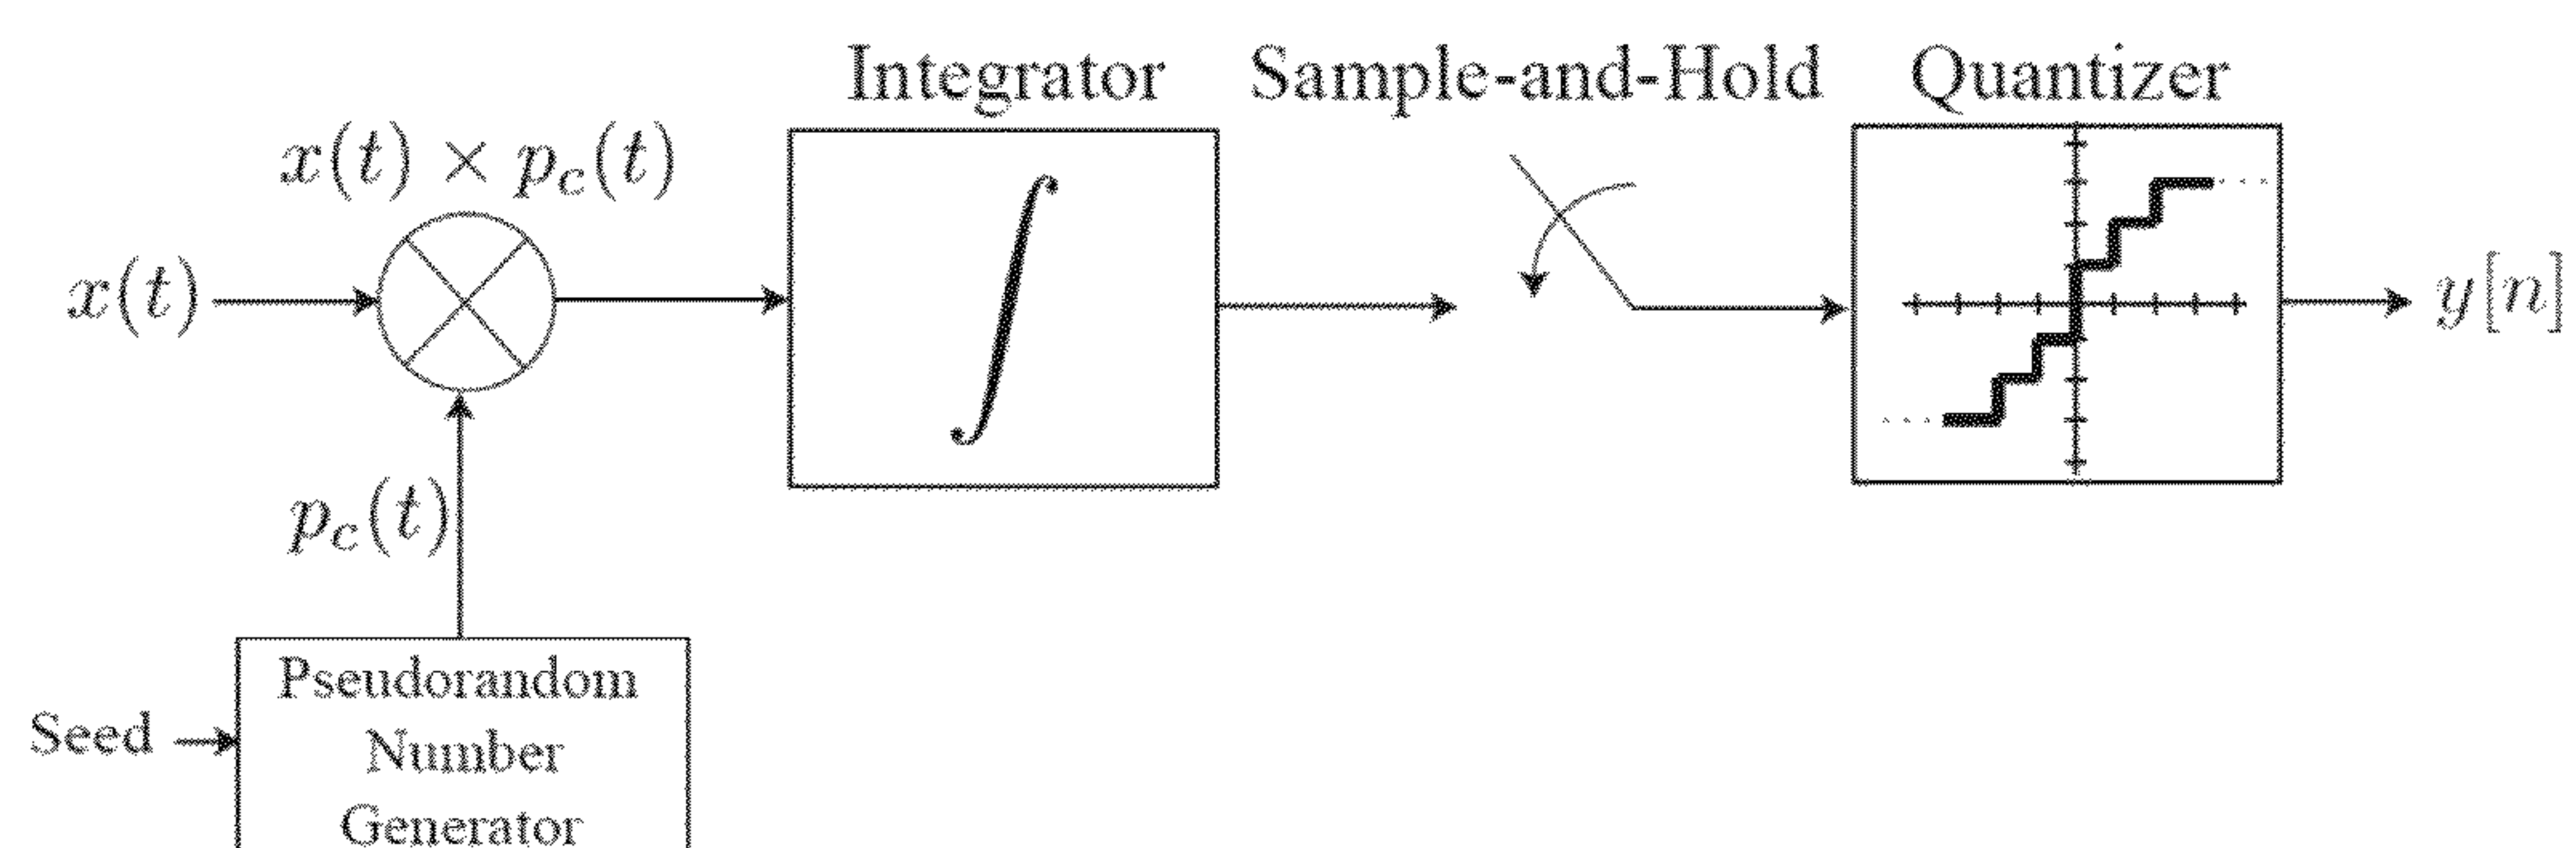 Integrator
Sample-and-Hold
Quantizer
x(t) × p_c(t)
x(t)
y[n]
p_c(t)
Seed
Pseudorandom
Number
Generator